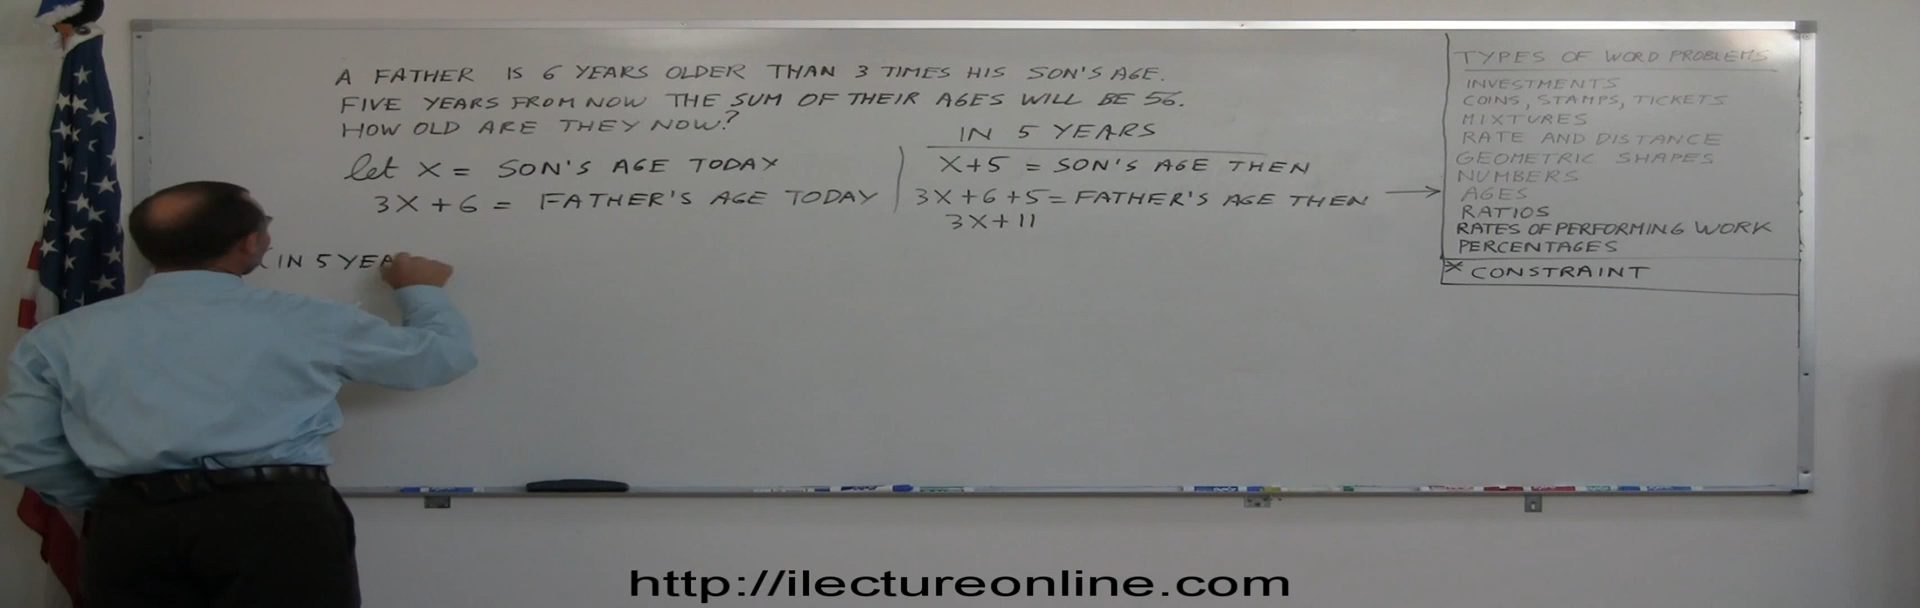 A FATHER IS 6 YEARS OLDER THAN 3 TIMES HIS SON'S AGE.
FIVE YEARS FROM NOW THE SUM OF THEIR AGES WILL BE 56.
HOW OLD ARE THEY NOW?
let X = SON'S AGE TODAY
3X + 6 = FATHER'S AGE TODAY
IN 5 YEARS
X+5 = SON'S AGE THEN
3X+6+5 = FATHER'S AGE THEN
3X+11
(IN 5 YEA
TYPES OF WORD PROBLEMS
INVESTMENTS
COINS, STAMPS, TICKETS
MIXTURES
RATE AND DISTANCE
GEOMETRIC SHAPES
NUMBERS
AGES
RATIOS
RATES OF PERFORMING WORK
PERCENTAGES
* CONSTRAINT
http://ilectureonline.com